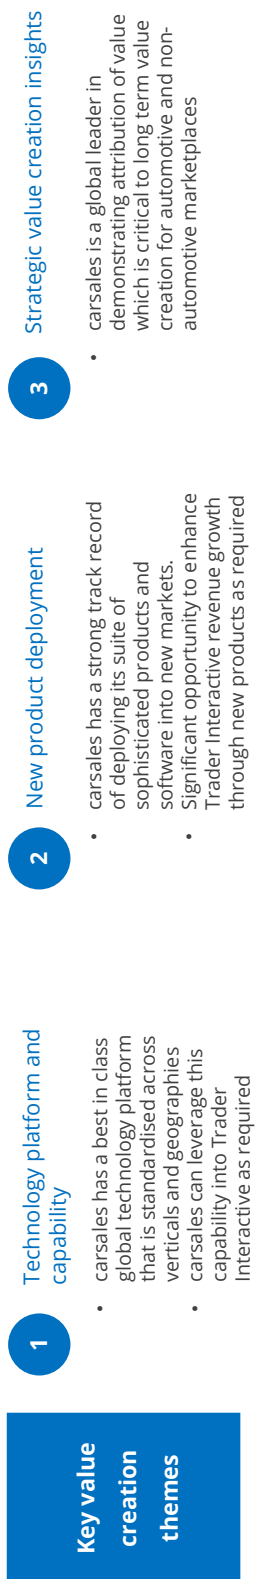 Key value
creation
themes
1
Technology platform and
capability
• carsales has a best in class
global technology platform
that is standardised across
verticals and geographies
• carsales can leverage this
capability into Trader
Interactive as required
2
New product deployment
• carsales has a strong track record
of deploying its suite of
sophisticated products and
software into new markets.
• Significant opportunity to enhance
Trader Interactive revenue growth
through new products as required
3
Strategic value creation insights
• carsales is a global leader in
demonstrating attribution of value
which is critical to long term value
creation for automotive and non-
automotive marketplaces